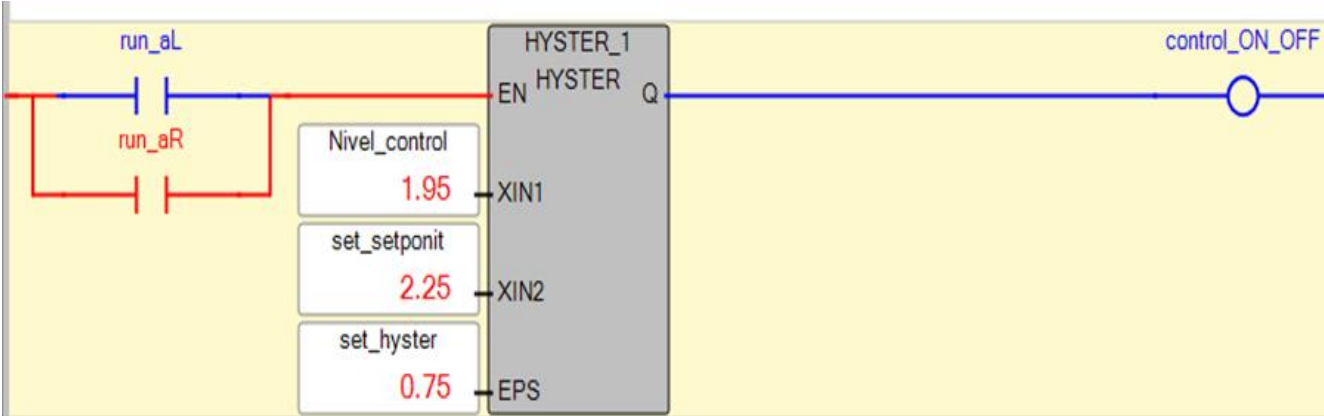 run_aL
HYSTER_1
control_ON_OFF
HYSTER
EN
Q
run_aR
Nivel_control
1.95
XIN1
set_setponit
2.25
XIN2
set_hyster
0.75
EPS